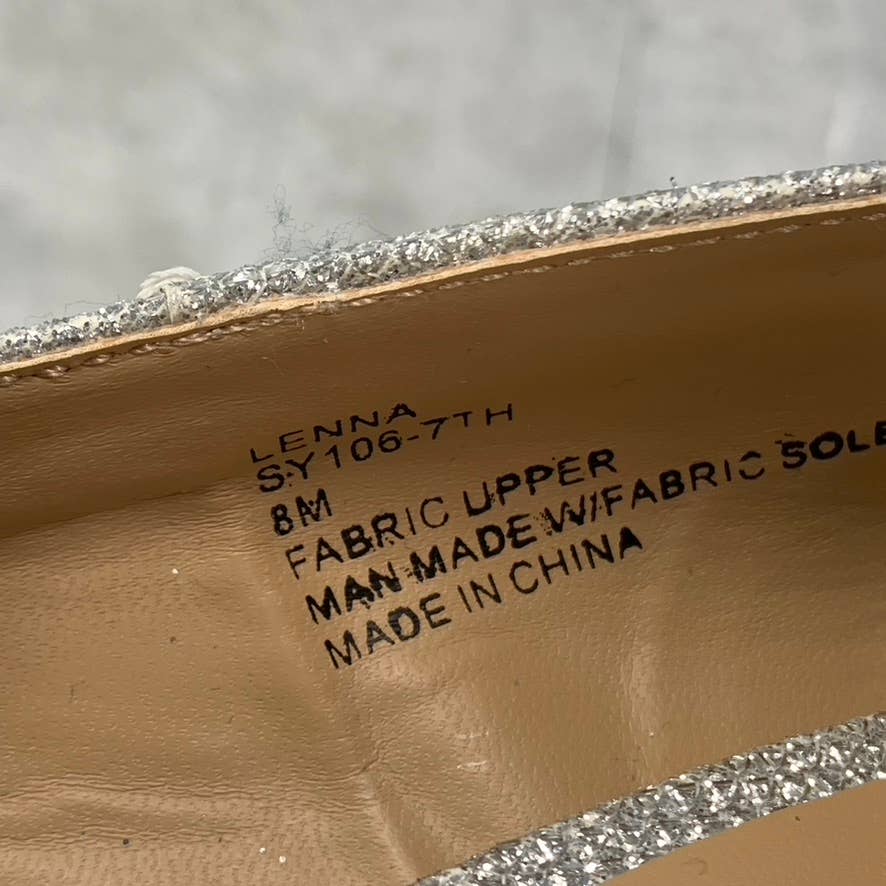 LENNA
SY106-7TH
8M
FABRIC UPPER
MAN MADE W/FABRIC SOLE
MADE IN CHINA